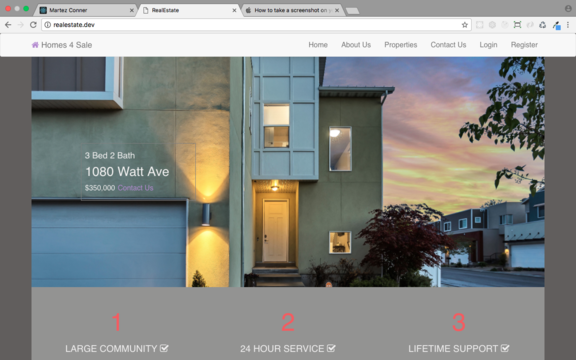 Martez Conner
RealEstate
How to take a screenshot on
realestate.dev
Homes 4 Sale
Home
About Us
Properties
Contact Us
Login
Register
3 Bed 2 Bath
1080 Watt Ave
$350,000 Contact Us
1
2
3
LARGE COMMUNITY
24 HOUR SERVICE
LIFETIME SUPPORT